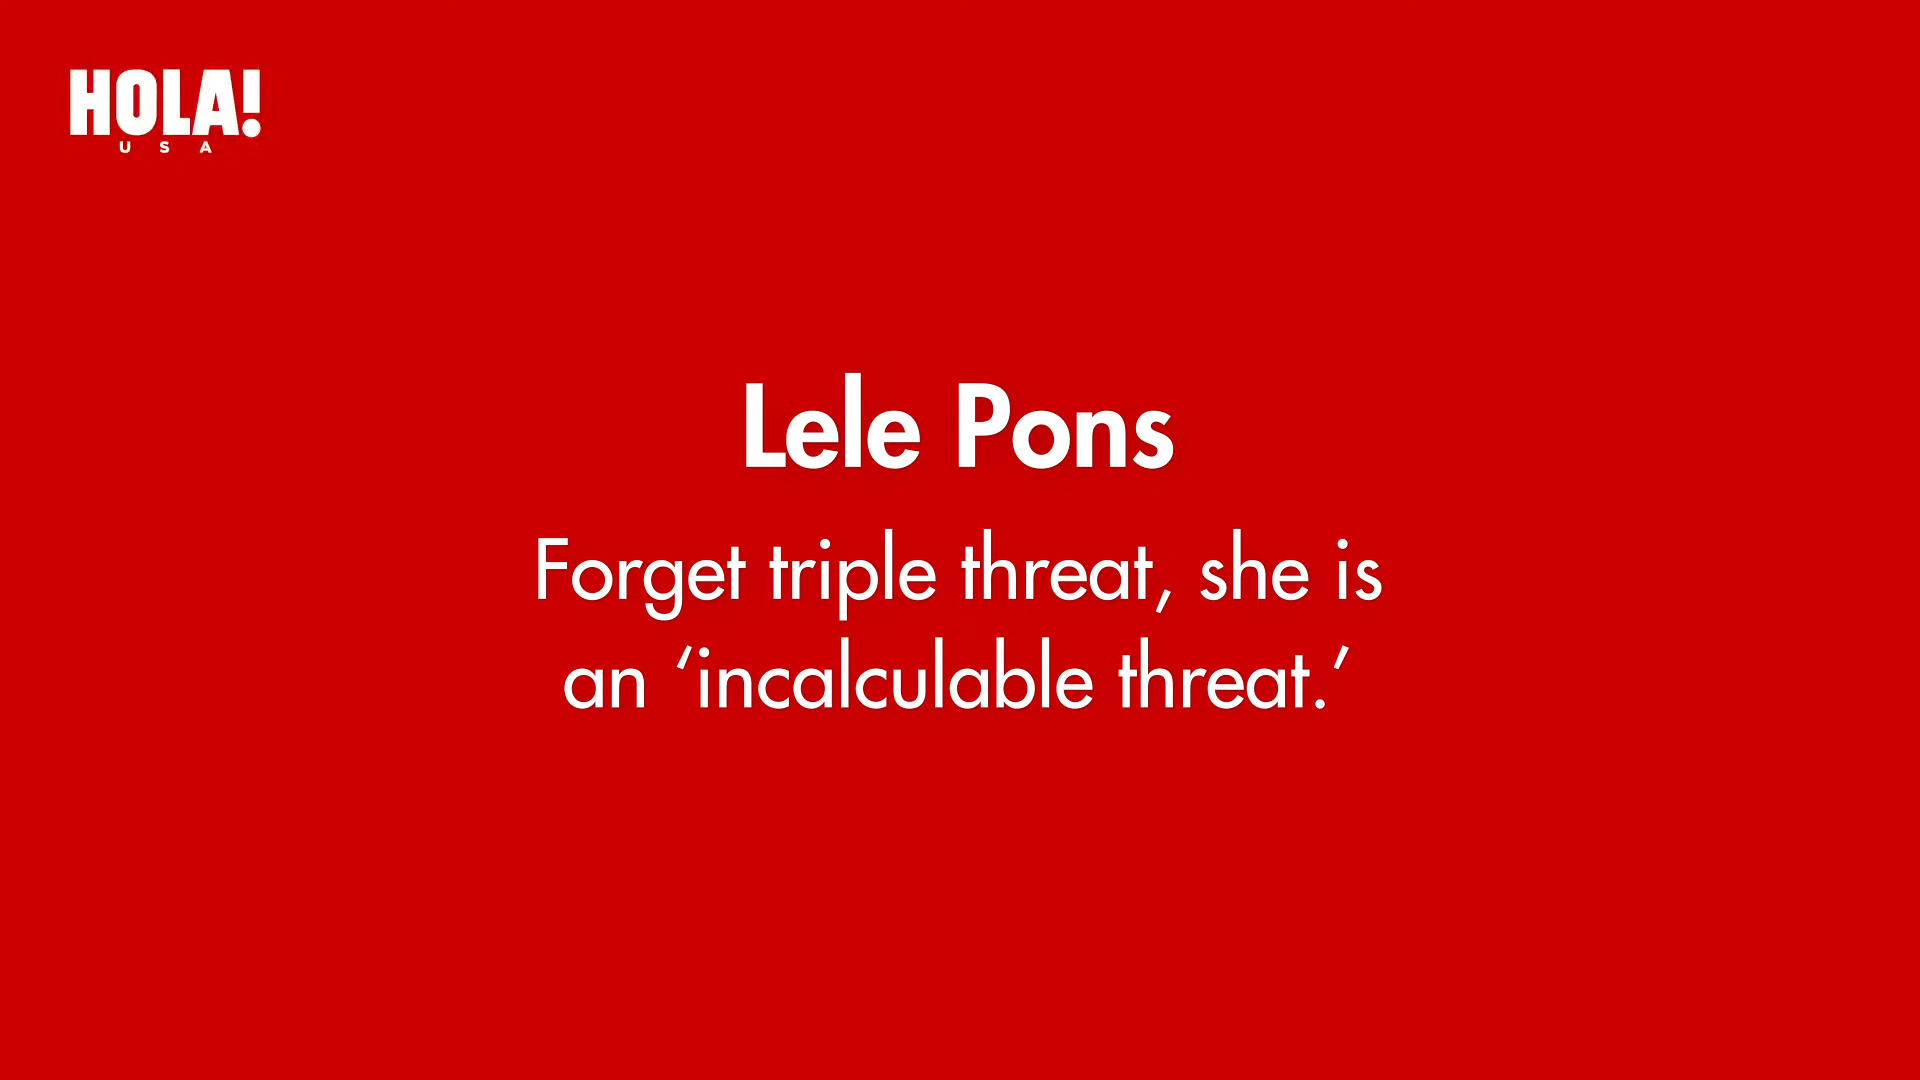 HOLA!
USA
Lele Pons
Forget triple threat, she is
an ‘incalculable threat.’